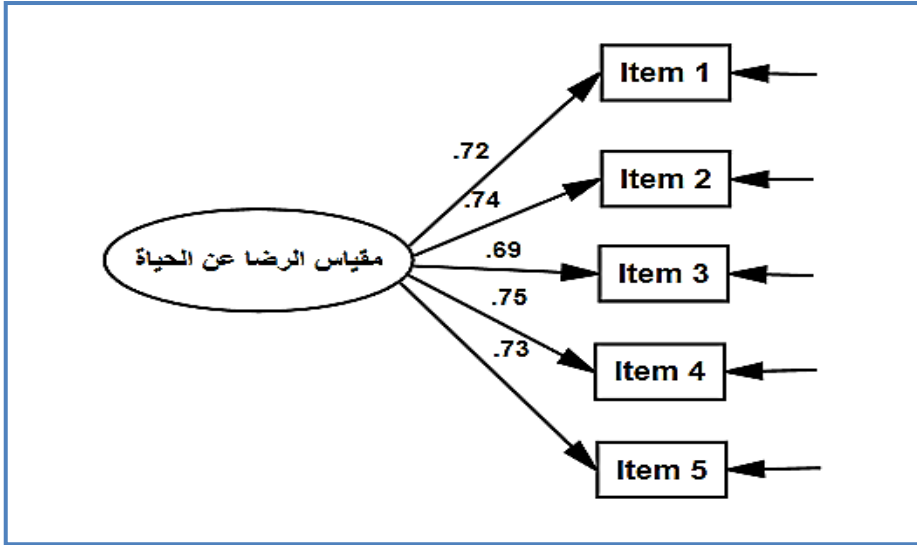 Item 1
.72
Item 2
.74
مقياس الرضا عن الحياة
.69
Item 3
.75
.73
Item 4
Item 5